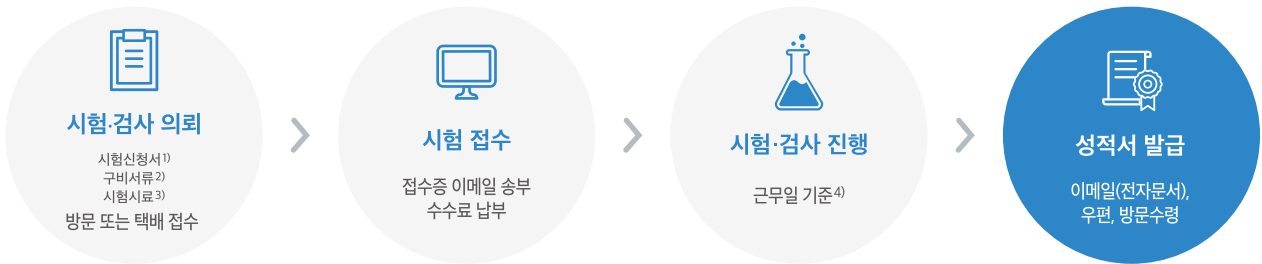 시험·검사 의뢰
시험신청서1)
구비서류2)
시험시료3)
방문 또는 택배 접수
시험 접수
접수증 이메일 송부
수수료 납부
시험·검사 진행
근무일 기준4)
성적서 발급
이메일(전자문서),
우편, 방문수령